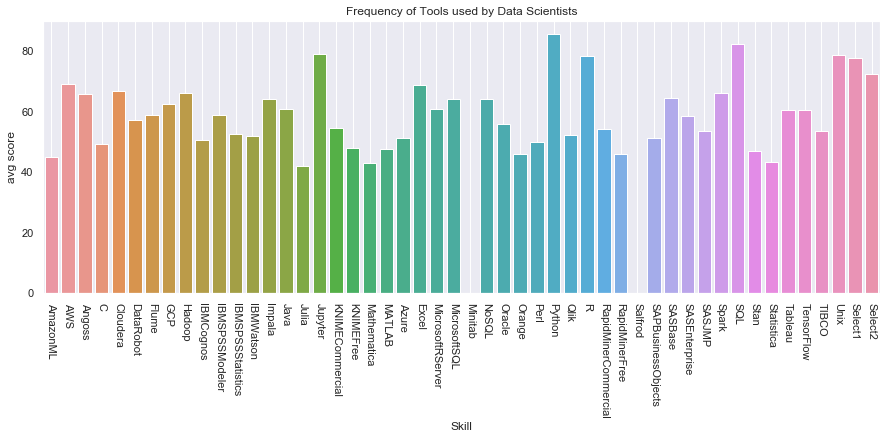 Frequency of Tools used by Data Scientists
avg score
80
60
40
20
0
AmazonML
AWS
Angoss
C
Cloudera
DataRobot
Flume
GCP
Hadoop
IBMCognos
IBMSPSSModeler
IBMSPSSStatistics
IBMWatson
Impala
Java
Julia
Jupyter
KNIMECommercial
KNIMEFree
Mathematica
MATLAB
Azure
Excel
MicrosoftRServer
MicrosoftSQL
Minitab
NoSQL
Oracle
Orange
Perl
Python
Qlik
R
RapidMinerCommercial
RapidMinerFree
Salfrod
SAPBusinessObjects
SASBase
SASEnterprise
SASJMP
Spark
SQL
Stan
Statistica
Tableau
TensorFlow
TIBCO
Unix
Select1
Select2
Skill